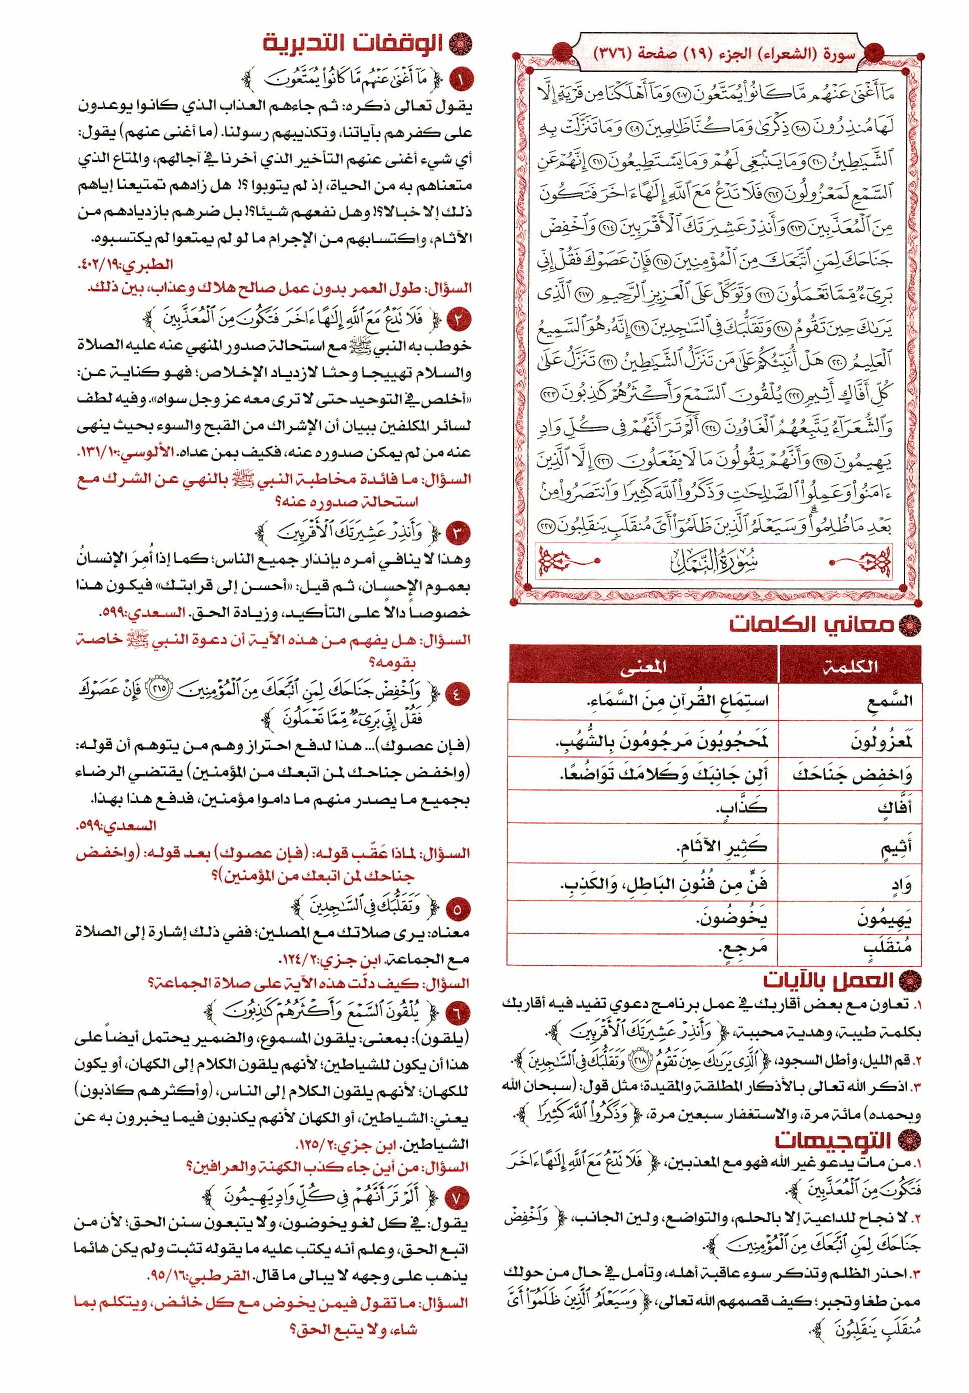 سورة (الشعراء) الجزء (١٩) صفحة (٣٧٦)
مَآ أَغْنَىٰ عَنْهُم مَّا كَانُوا۟ يُمَتَّعُونَ ﴿٢٠٧﴾ وَمَآ أَهْلَكْنَا مِن قَرْيَةٍ إِلَّا
لَهَا مُنذِرُونَ ﴿٢٠٨﴾ ذِكْرَىٰ وَمَا كُنَّا ظَٰلِمِينَ ﴿٢٠٩﴾ وَمَا تَنَزَّلَتْ بِهِ
ٱلشَّيَٰطِينُ ﴿٢١٠﴾ وَمَا يَنۢبَغِى لَهُمْ وَمَا يَسْتَطِيعُونَ ﴿٢١١﴾ إِنَّهُمْ عَنِ
ٱلسَّمْعِ لَمَعْزُولُونَ ﴿٢١٢﴾ فَلَا تَدْعُ مَعَ ٱللَّهِ إِلَٰهًا ءَاخَرَ فَتَكُونَ
مِنَ ٱلْمُعَذَّبِينَ ﴿٢١٣﴾ وَأَنذِرْ عَشِيرَتَكَ ٱلْأَقْرَبِينَ ﴿٢١٤﴾ وَٱخْفِضْ
جَنَاحَكَ لِمَنِ ٱتَّبَعَكَ مِنَ ٱلْمُؤْمِنِينَ ﴿٢١٥﴾ فَإِنْ عَصَوْكَ فَقُلْ إِنِّى
بَرِىٓءٌ مِّمَّا تَعْمَلُونَ ﴿٢١٦﴾ وَتَوَكَّلْ عَلَى ٱلْعَزِيزِ ٱلرَّحِيمِ ﴿٢١٧﴾ ٱلَّذِى
يَرَىٰكَ حِينَ تَقُومُ ﴿٢١٨﴾ وَتَقَلُّبَكَ فِى ٱلسَّٰجِدِينَ ﴿٢١٩﴾ إِنَّهُۥ هُوَ ٱلسَّمِيعُ
ٱلْعَلِيمُ ﴿٢٢٠﴾ هَلْ أُنَبِّئُكُمْ عَلَىٰ مَن تَنَزَّلُ ٱلشَّيَٰطِينُ ﴿٢٢١﴾ تَنَزَّلُ عَلَىٰ
كُلِّ أَفَّاكٍ أَثِيمٍ ﴿٢٢٢﴾ يُلْقُونَ ٱلسَّمْعَ وَأَكْثَرُهُمْ كَٰذِبُونَ ﴿٢٢٣﴾
وَٱلشُّعَرَآءُ يَتَّبِعُهُمُ ٱلْغَاوُۥنَ ﴿٢٢٤﴾ أَلَمْ تَرَ أَنَّهُمْ فِى كُلِّ وَادٍ
يَهِيمُونَ ﴿٢٢٥﴾ وَأَنَّهُمْ يَقُولُونَ مَا لَا يَفْعَلُونَ ﴿٢٢٦﴾ إِلَّا ٱلَّذِينَ
ءَامَنُوا۟ وَعَمِلُوا۟ ٱلصَّٰلِحَٰتِ وَذَكَرُوا۟ ٱللَّهَ كَثِيرًا وَٱنتَصَرُوا۟ مِنۢ
بَعْدِ مَا ظُلِمُوا۟ ۗ وَسَيَعْلَمُ ٱلَّذِينَ ظَلَمُوٓا۟ أَىَّ مُنقَلَبٍ يَنقَلِبُونَ ﴿٢٢٧﴾
سُورَةُ النَّمْلِ
معاني الكلمات
الكلمة المعنى
السَّمعِ استِمَاعِ القُرآنِ مِنَ السَّمَاءِ.
لَمَعزُولُونَ لَمَحجُوبُونَ مَرجُومُونَ بِالشُّهُبِ.
وَاخفِض جَنَاحَكَ أَلِن جَانِبَكَ وَكَلَامَكَ تَوَاضُعًا.
أَفَّاكٍ كَذَّابٍ.
أَثِيمٍ كَثِيرِ الآثَامِ.
وَادٍ فَنٍّ مِن فُنُونِ البَاطِلِ، وَالكَذِبِ.
يَهِيمُونَ يَخُوضُونَ.
مُنقَلَبٍ مَرجِعٍ.
العمل بالآيات
١. تعاون مع بعض أقاربك في عمل برنامج دعوي تفيد فيه أقاربك
بكلمة طيبة، وهدية محببة، ﴿ وَأَنذِرْ عَشِيرَتَكَ ٱلْأَقْرَبِينَ ﴾.
٢. قم الليل، وأطل السجود، ﴿ ٱلَّذِى يَرَىٰكَ حِينَ تَقُومُ ﴿٢١٨﴾ وَتَقَلُّبَكَ فِى ٱلسَّٰجِدِينَ ﴾.
٣. اذكر الله تعالى بالأذكار المطلقة والمقيدة؛ مثل قول: (سبحان الله
وبحمده) مائة مرة، والاستغفار سبعين مرة، ﴿ وَذَكَرُوا۟ ٱللَّهَ كَثِيرًا ﴾.
التوجيهات
١. من مات يدعو غير الله فهو مع المعذبين، ﴿ فَلَا تَدْعُ مَعَ ٱللَّهِ إِلَٰهًا ءَاخَرَ
فَتَكُونَ مِنَ ٱلْمُعَذَّبِينَ ﴾.
٢. لا نجاح للداعية إلا بالحلم، والتواضع، ولين الجانب، ﴿ وَٱخْفِضْ
جَنَاحَكَ لِمَنِ ٱتَّبَعَكَ مِنَ ٱلْمُؤْمِنِينَ ﴾.
٣. احذر الظلم وتذكر سوء عاقبة أهله، وتأمل في حال من حولك
ممن طغا وتجبر؛ كيف قصمهم الله تعالى، ﴿ وَسَيَعْلَمُ ٱلَّذِينَ ظَلَمُوٓا۟ أَىَّ
مُنقَلَبٍ يَنقَلِبُونَ ﴾.
الوقفات التدبرية
١ ﴿ مَآ أَغْنَىٰ عَنْهُم مَّا كَانُوا۟ يُمَتَّعُونَ ﴾
يقول تعالى ذكره: ثم جاءهم العذاب الذي كانوا يوعدون
على كفرهم بآياتنا، وتكذيبهم رسولنا. (ما أغنى عنهم) يقول:
أي شيء أغنى عنهم التأخير الذي أخرنا في آجالهم، والمتاع الذي
متعناهم به من الحياة، إذ لم يتوبوا ؟! هل زادهم تمتيعنا إياهم
ذلك إلا خبالا؟! وهل نفعهم شيئا؟! بل ضرهم بازديادهم من
الآثام، واكتسابهم من الإجرام ما لو لم يمتعوا لم يكتسبوه.
الطبري:٤٠٢/١٩.
السؤال: طول العمر بدون عمل صالح هلاك وعذاب، بين ذلك.
٢ ﴿ فَلَا تَدْعُ مَعَ ٱللَّهِ إِلَٰهًا ءَاخَرَ فَتَكُونَ مِنَ ٱلْمُعَذَّبِينَ ﴾
خوطب به النبي ﷺ مع استحالة صدور المنهي عنه عليه الصلاة
والسلام تهييجا وحثا لازدياد الإخلاص؛ فهو كناية عن:
«أخلص في التوحيد حتى لا ترى معه عز وجل سواه». وفيه لطف
لسائر المكلفين ببيان أن الإشراك من القبح والسوء بحيث ينهى
عنه من لم يمكن صدوره عنه، فكيف بمن عداه. الألوسي:١٣١/١٠.
السؤال: ما فائدة مخاطبة النبي ﷺ بالنهي عن الشرك مع
استحالة صدوره عنه؟
٣ ﴿ وَأَنذِرْ عَشِيرَتَكَ ٱلْأَقْرَبِينَ ﴾
وهذا لا ينافي أمره بإنذار جميع الناس؛ كما إذا أُمِرَ الإنسانُ
بعموم الإحسان، ثم قيل: «أحسن إلى قرابتك» فيكون هذا
خصوصاً دالاً على التأكيد، وزيادة الحق. السعدي:٥٩٩.
السؤال: هل يفهم من هذه الآية أن دعوة النبي ﷺ خاصة
بقومه؟
٤ ﴿ وَٱخْفِضْ جَنَاحَكَ لِمَنِ ٱتَّبَعَكَ مِنَ ٱلْمُؤْمِنِينَ ﴿٢١٥﴾ فَإِنْ عَصَوْكَ
فَقُلْ إِنِّى بَرِىٓءٌ مِّمَّا تَعْمَلُونَ ﴾
(فإن عصوك)... هذا لدفع احتراز وهم من يتوهم أن قوله:
(واخفض جناحك لمن اتبعك من المؤمنين) يقتضي الرضاء
بجميع ما يصدر منهم ما داموا مؤمنين، فدفع هذا بهذا.
السعدي:٥٩٩.
السؤال: لماذا عَقّب قوله: (فإن عصوك) بعد قوله: (واخفض
جناحك لمن اتبعك من المؤمنين)؟
٥ ﴿ وَتَقَلُّبَكَ فِى ٱلسَّٰجِدِينَ ﴾
معناه: يرى صلاتك مع المصلين؛ ففي ذلك إشارة إلى الصلاة
مع الجماعة. ابن جزي:١٢٤/٢.
السؤال: كيف دلّت هذه الآية على صلاة الجماعة؟
٦ ﴿ يُلْقُونَ ٱلسَّمْعَ وَأَكْثَرُهُمْ كَٰذِبُونَ ﴾
(يلقون): بمعنى: يلقون المسموع، والضمير يحتمل أيضاً على
هذا أن يكون للشياطين؛ لأنهم يلقون الكلام إلى الكهان، أو يكون
للكهان؛ لأنهم يلقون الكلام إلى الناس، (وأكثرهم كاذبون)
يعني: الشياطين، أو الكهان لأنهم يكذبون فيما يخبرون به عن
الشياطين. ابن جزي:١٢٥/٢.
السؤال: من أين جاء كذب الكهنة والعرافين؟
٧ ﴿ أَلَمْ تَرَ أَنَّهُمْ فِى كُلِّ وَادٍ يَهِيمُونَ ﴾
يقول: في كل لغو يخوضون، ولا يتبعون سنن الحق؛ لأن من
اتبع الحق، وعلم أنه يكتب عليه ما يقوله تثبت ولم يكن هائما
يذهب على وجهه لا يبالي ما قال. القرطبي:٩٥/١٦.
السؤال: ما تقول فيمن يخوض مع كل خائض، ويتكلم بما
شاء، ولا يتبع الحق؟